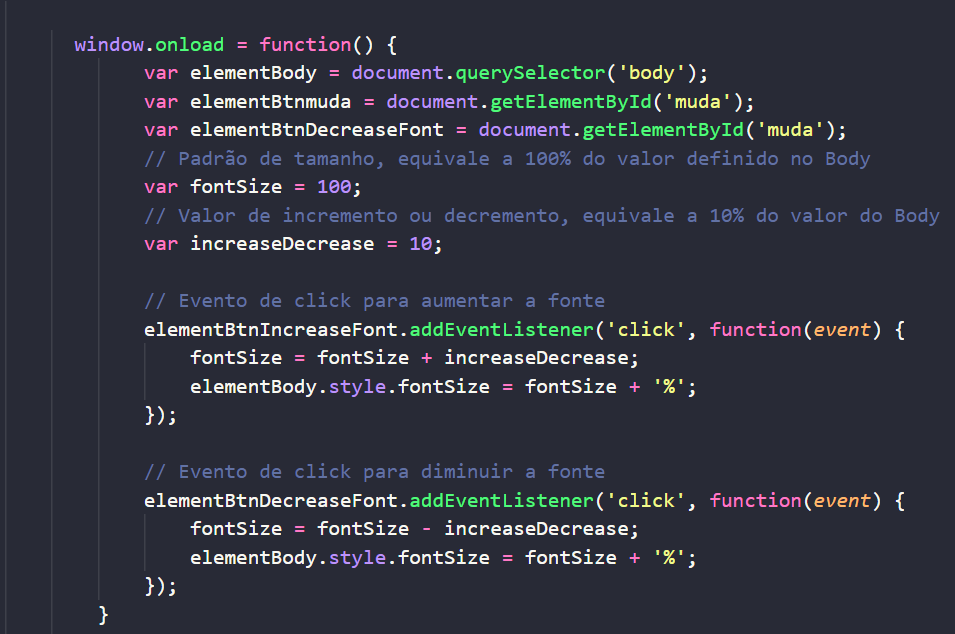 window.onload = function() {
var elementBody = document.querySelector('body');
var elementBtnmuda = document.getElementById('muda');
var elementBtnDecreaseFont = document.getElementById('muda');
// Padrão de tamanho, equivale a 100% do valor definido no Body
var fontSize = 100;
// Valor de incremento ou decremento, equivale a 10% do valor do Body
var increaseDecrease = 10;
// Evento de click para aumentar a fonte
elementBtnIncreaseFont.addEventListener('click', function(event) {
fontSize = fontSize + increaseDecrease;
elementBody.style.fontSize = fontSize + '%';
});
// Evento de click para diminuir a fonte
elementBtnDecreaseFont.addEventListener('click', function(event) {
fontSize = fontSize - increaseDecrease;
elementBody.style.fontSize = fontSize + '%';
});
}